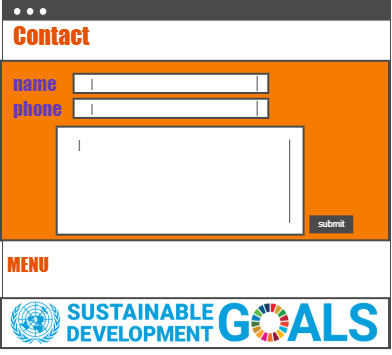 Contact
name
phone
submit
MENU
SUSTAINABLE
DEVELOPMENT
GOALS